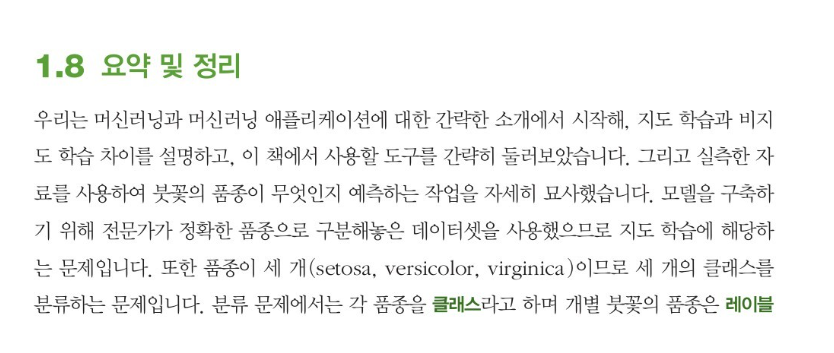 1.8 요약 및 정리
우리는 머신러닝과 머신러닝 애플리케이션에 대한 간략한 소개에서 시작해, 지도 학습과 비지
도 학습 차이를 설명하고, 이 책에서 사용할 도구를 간략히 둘러보았습니다. 그리고 실측한 자
료를 사용하여 붓꽃의 품종이 무엇인지 예측하는 작업을 자세히 묘사했습니다. 모델을 구축하
기 위해 전문가가 정확한 품종으로 구분해놓은 데이터셋을 사용했으므로 지도 학습에 해당하
는 문제입니다. 또한 품종이 세 개(setosa, versicolor, virginica)이므로 세 개의 클래스를
분류하는 문제입니다. 분류 문제에서는 각 품종을 클래스라고 하며 개별 붓꽃의 품종은 레이블